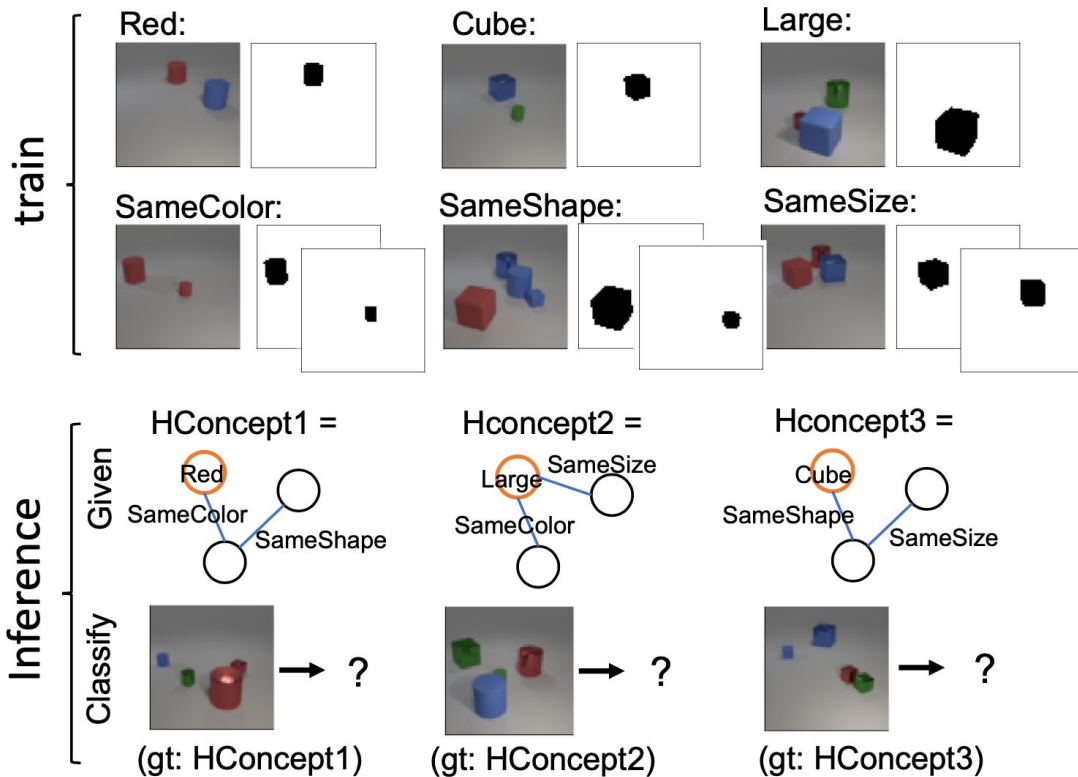 Red:
Cube:
Large:
train
SameColor:
SameShape:
SameSize:
Inference
Given
HConcept1 =
Hconcept2 =
Hconcept3 =
Red
SameColor
SameShape
Large
SameSize
SameColor
Cube
SameShape
SameSize
Classify
?
?
?
(gt: HConcept1)
(gt: HConcept2)
(gt: HConcept3)